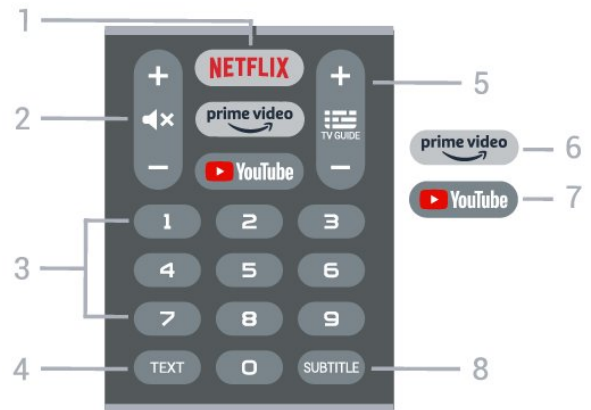 1
+ NETFLIX + 5
2 prime video TV GUIDE prime video 6
- YouTube - YouTube 7
1 2 3
3 4 5 6
7 8 9
4 TEXT 0 SUBTITLE 8